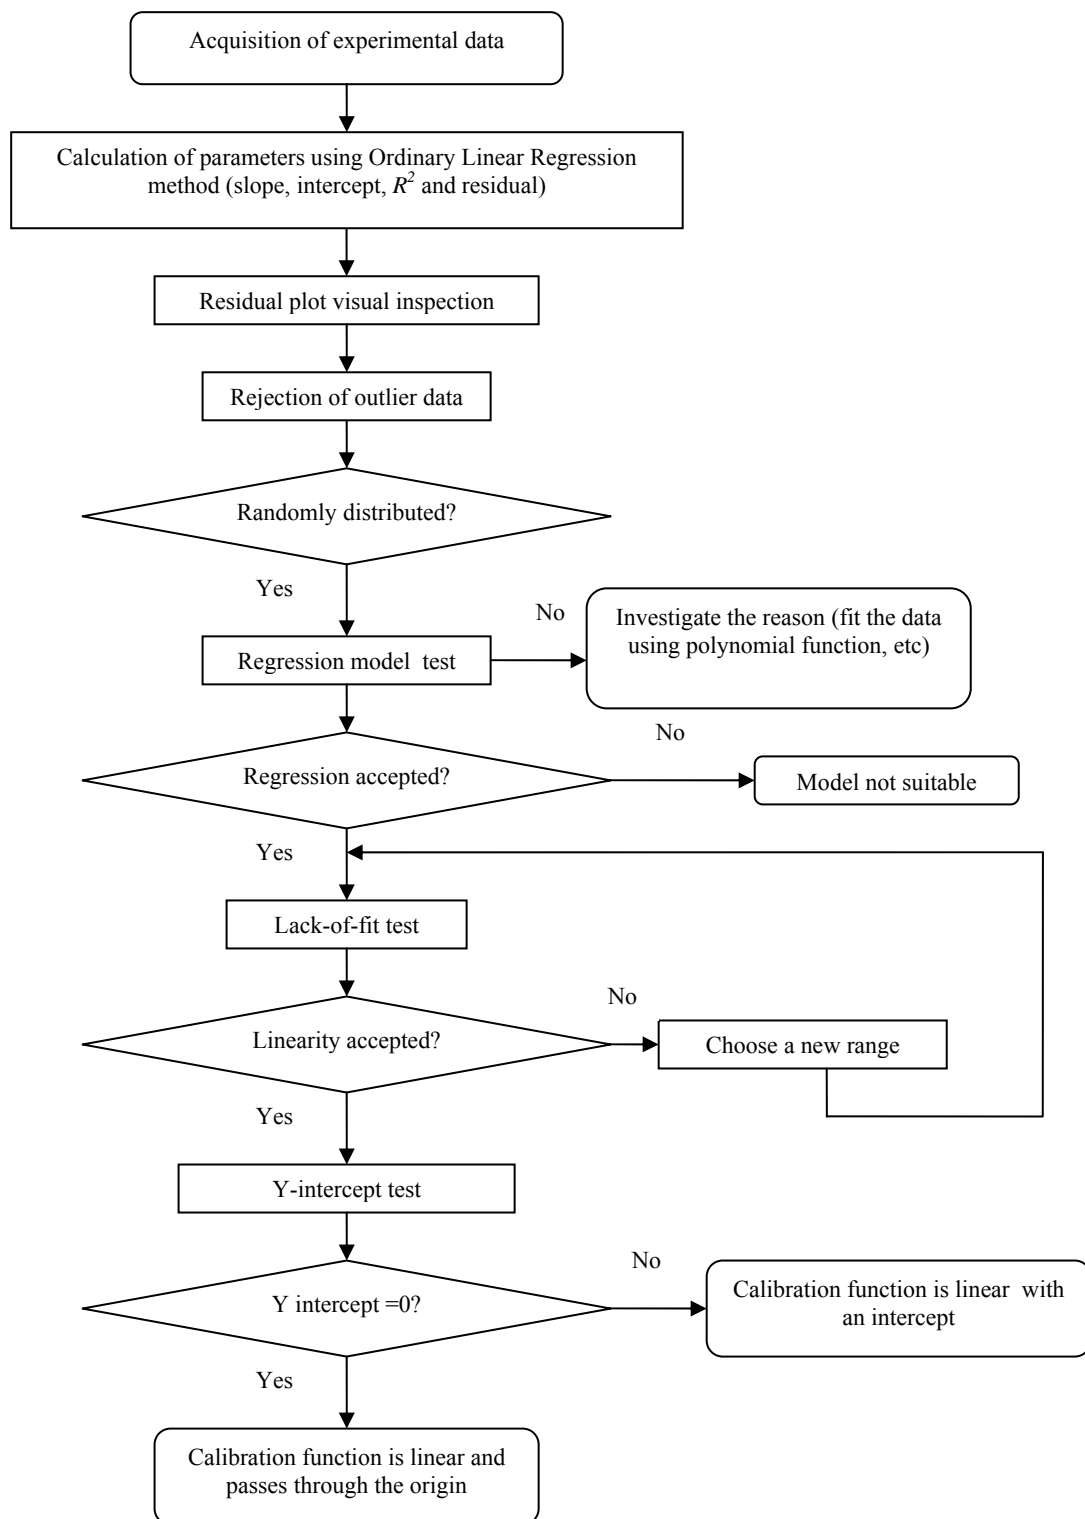 Acquisition of experimental data
Calculation of parameters using Ordinary Linear Regression
method (slope, intercept, R² and residual)
Residual plot visual inspection
Rejection of outlier data
Randomly distributed?
Yes
No
Investigate the reason (fit the data
using polynomial function, etc)
Regression model test
No
Regression accepted?
Model not suitable
Yes
Lack-of-fit test
No
Linearity accepted?
Choose a new range
Yes
Y-intercept test
No
Y intercept =0?
Calibration function is linear with
an intercept
Yes
Calibration function is linear and
passes through the origin